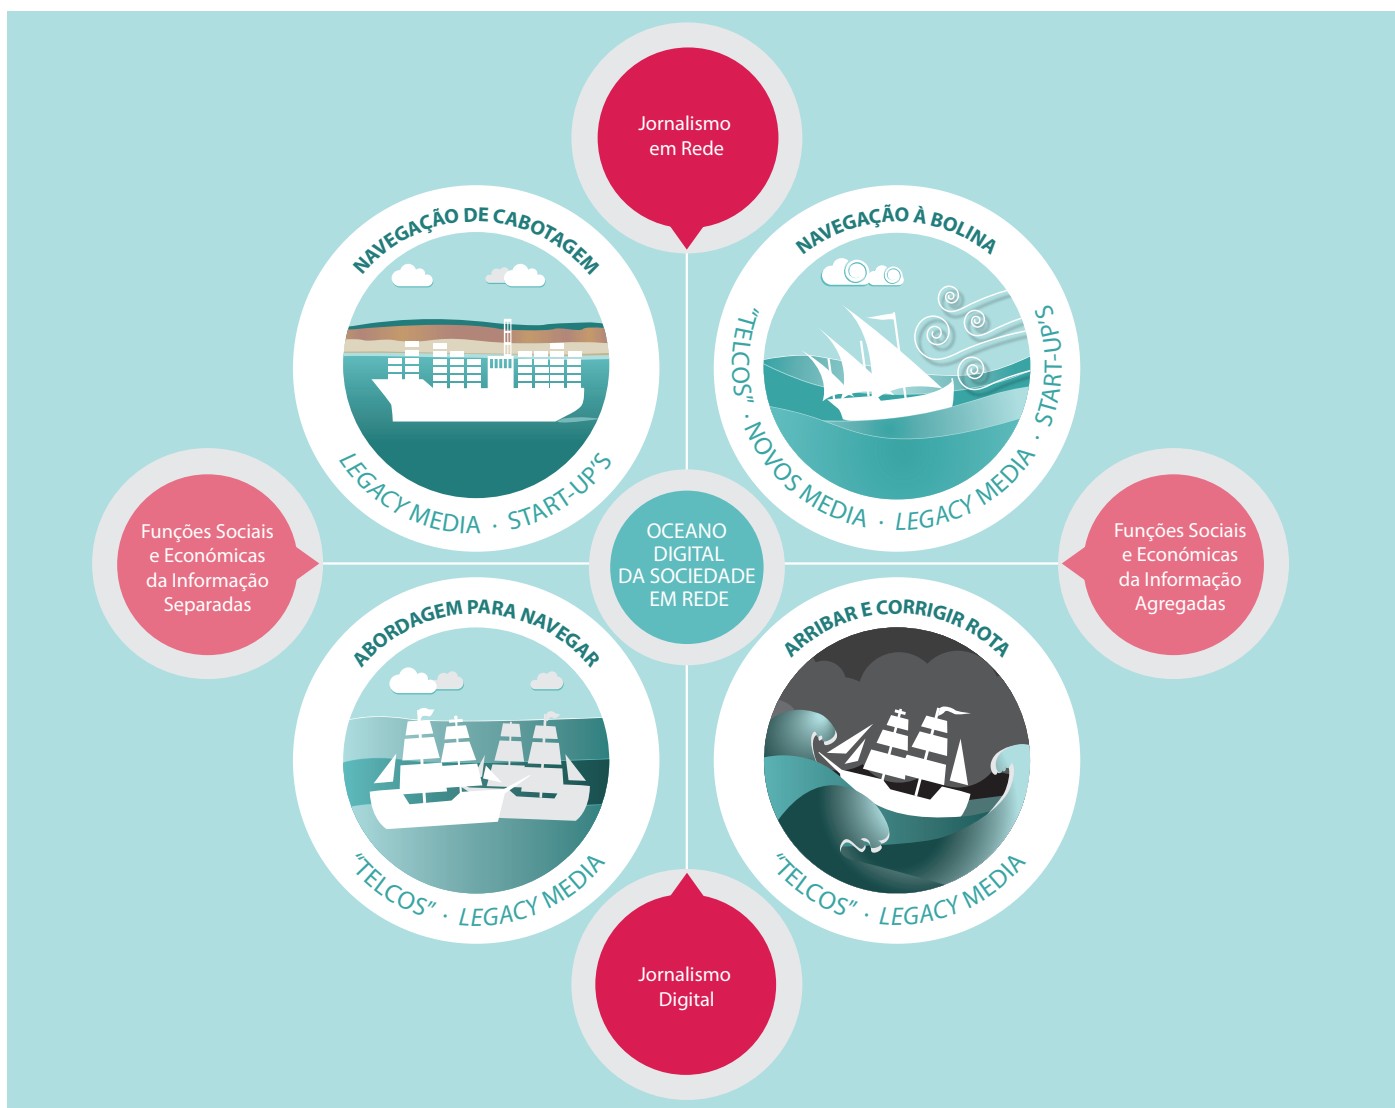 Jornalismo
em Rede
NAVEGAÇÃO DE CABOTAGEM
LEGACY MEDIA · START-UP'S
NAVEGAÇÃO À BOLINA
"TELCOS" · NOVOS MEDIA · LEGACY MEDIA · START-UP'S
Funções Sociais
e Económicas
da Informação
Separadas
OCEANO
DIGITAL
DA SOCIEDADE
EM REDE
Funções Sociais
e Económicas
da Informação
Agregadas
ABORDAGEM PARA NAVEGAR
"TELCOS" · LEGACY MEDIA
ARRIBAR E CORRIGIR ROTA
"TELCOS" · LEGACY MEDIA
Jornalismo
Digital